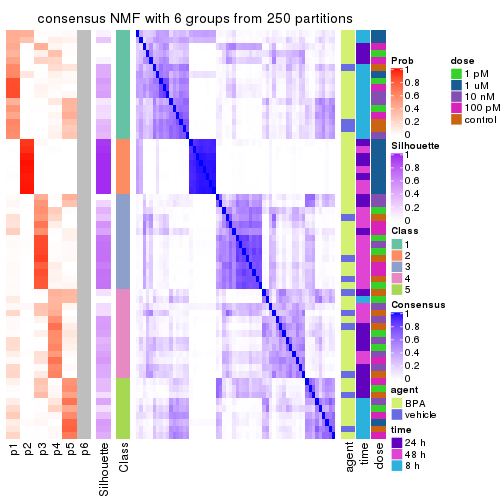 consensus NMF with 6 groups from 250 partitions
p1
p2
p3
p4
p5
p6
Silhouette
Class
agent
time
dose
Prob
1
0.8
0.6
0.4
0.2
0
Silhouette
1
0.8
0.6
0.4
0.2
0
Class
1
2
3
4
5
Consensus
1
0.8
0.6
0.4
0.2
0
agent
BPA
vehicle
time
24 h
48 h
8 h
dose
1 pM
1 uM
10 nM
100 pM
control